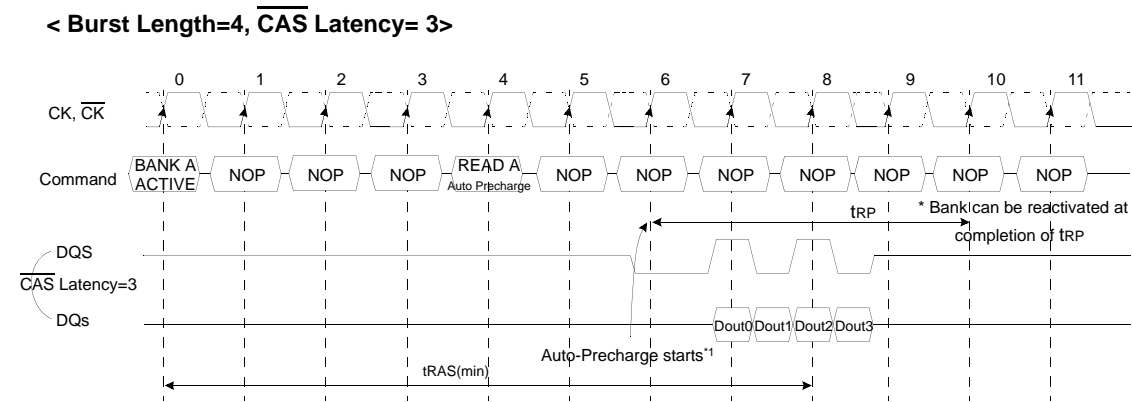 < Burst Length=4, CAS Latency= 3>
0 1 2 3 4 5 6 7 8 9 10 11
CK, CK
Command BANK A ACTIVE NOP NOP NOP READ A Auto Precharge NOP NOP NOP NOP NOP NOP NOP
tRP * Bank can be reactivated at
completion of tRP
DQS
CAS Latency=3
DQs Dout0 Dout1 Dout2 Dout3
Auto-Precharge starts*1
tRAS(min)